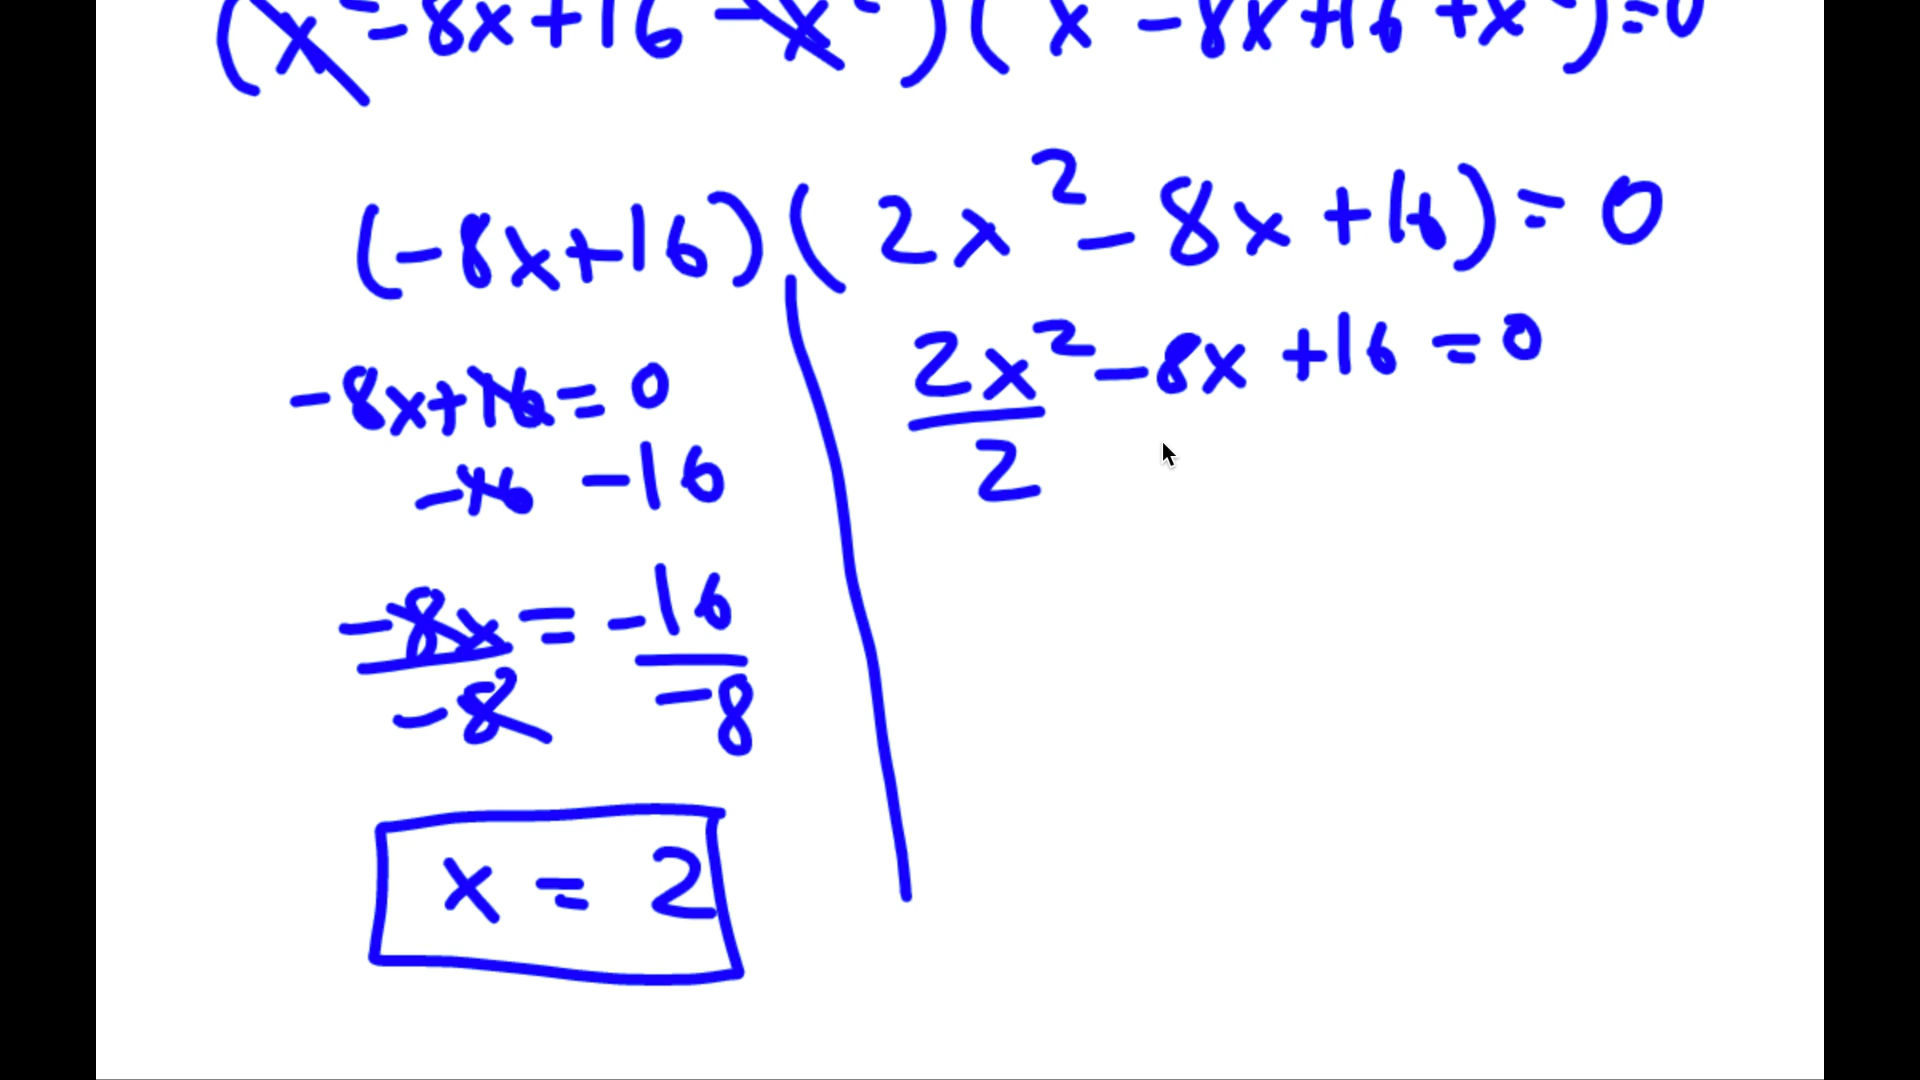 (x²-8x+16-x²)(x²-8x+16+x²)=0
(-8x+16)(2x²-8x+16)=0
-8x+16=0
-16 -16
-8x = -16
-8 -8
x = 2
2x²-8x+16=0
2